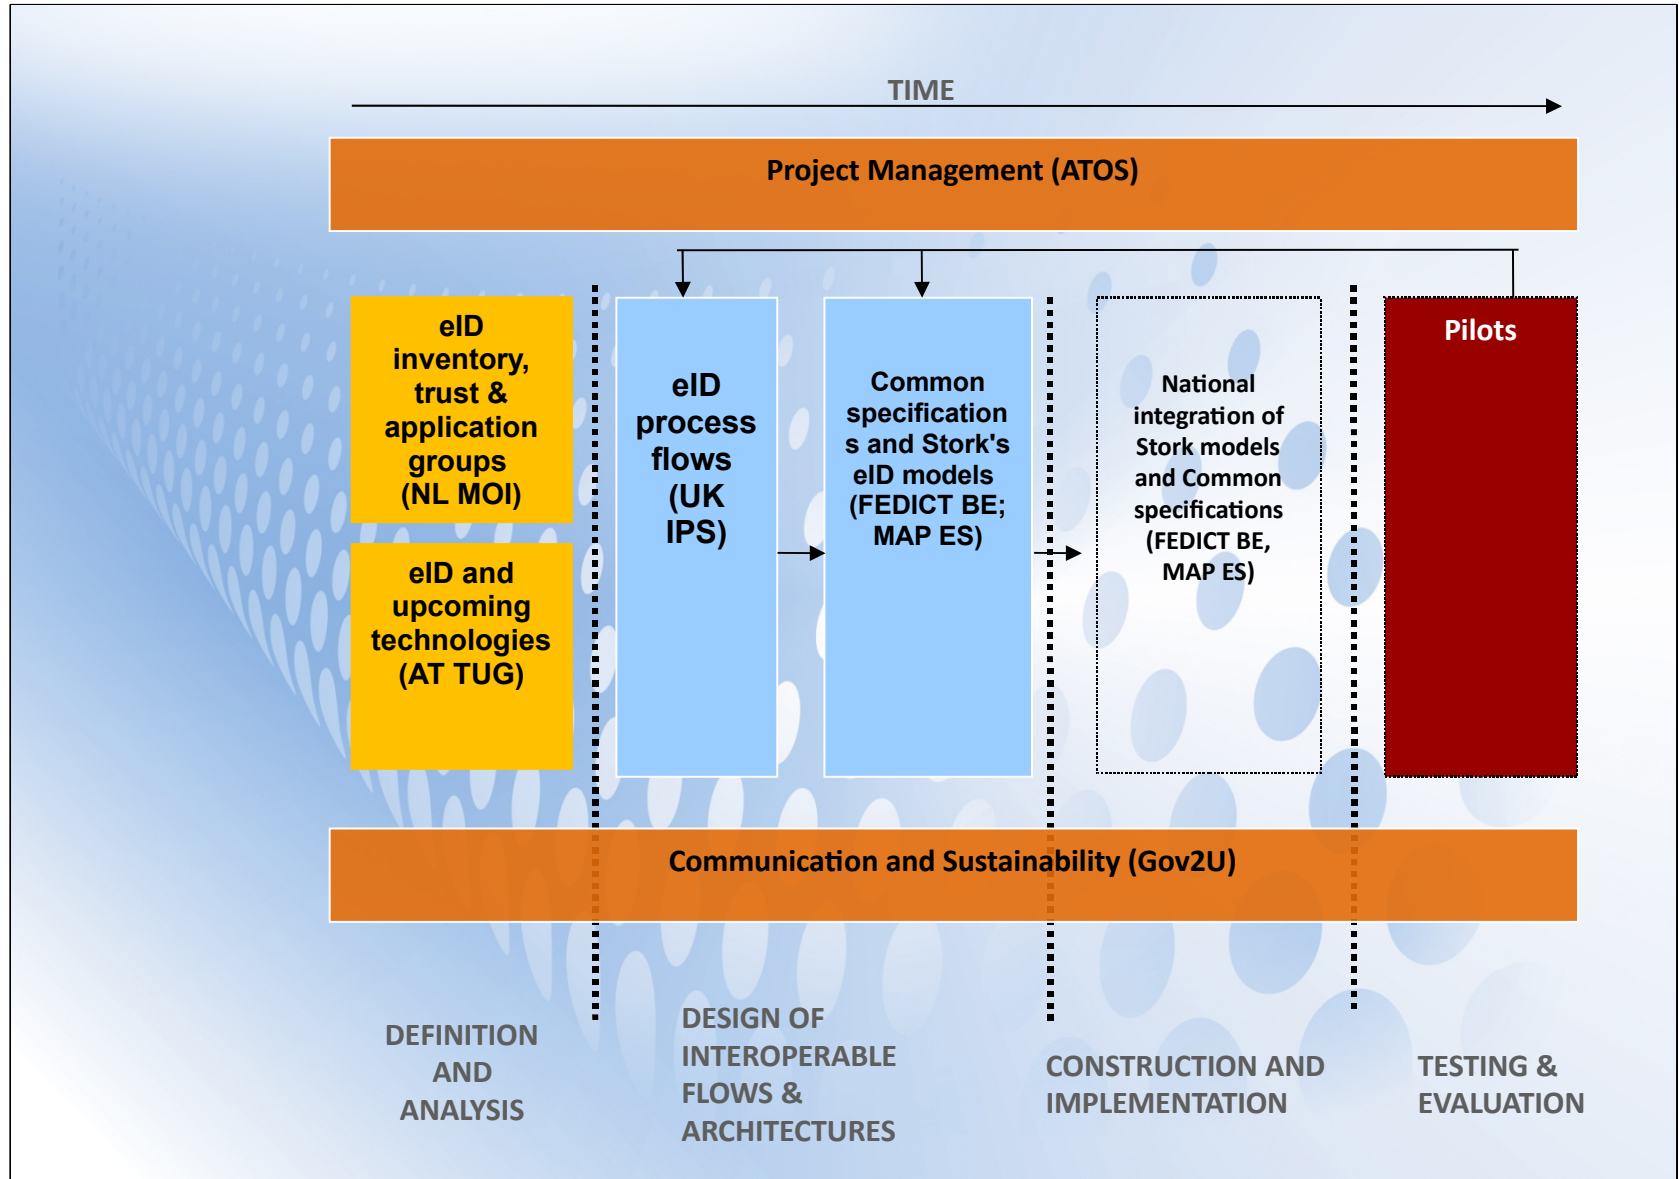 TIME
Project Management (ATOS)
eID
inventory,
trust &
application
groups
(NL MOI)
eID and
upcoming
technologies
(AT TUG)
eID
process
flows
(UK
IPS)
Common
specification
s and Stork's
eID models
(FEDICT BE;
MAP ES)
National
integration of
Stork models
and Common
specifications
(FEDICT BE,
MAP ES)
Pilots
Communication and Sustainability (Gov2U)
DEFINITION
AND
ANALYSIS
DESIGN OF
INTEROPERABLE
FLOWS &
ARCHITECTURES
CONSTRUCTION AND
IMPLEMENTATION
TESTING &
EVALUATION